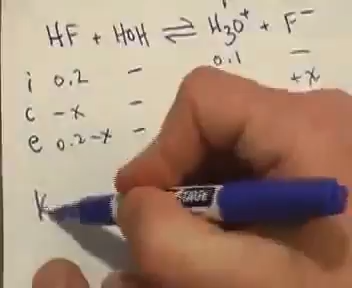 HF + HOH ⇌ H₃O⁺ + F⁻
i 0.2 – 0.1 –
c -x – +x
e 0.2-x –
K